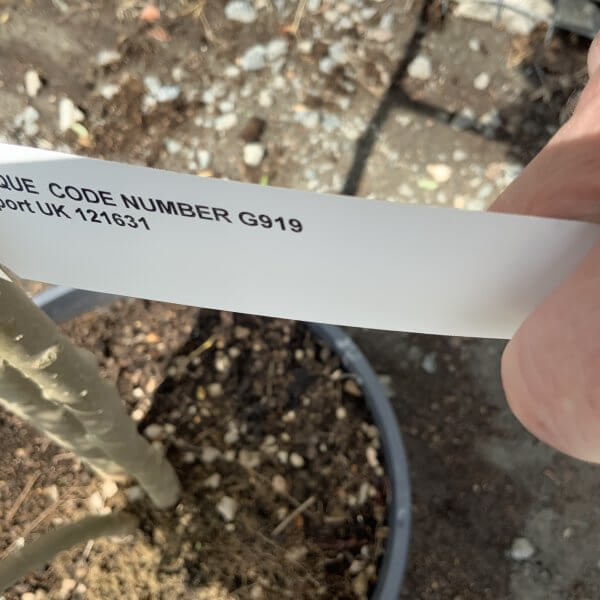 QUE CODE NUMBER G919
port UK 121631